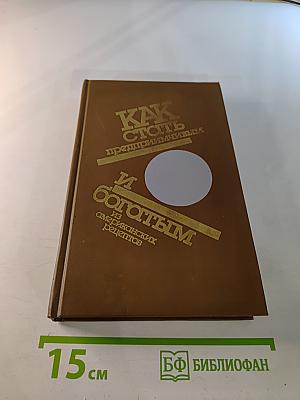 КАК
стать
предприимчивым
и
богатым
из
американских
рецептов
15 см
БФ БИБЛИОФАН